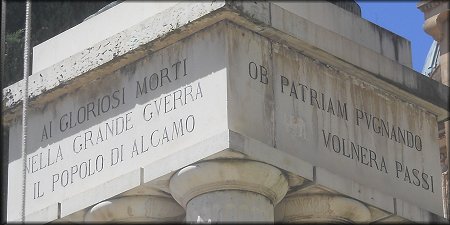 AI GLORIOSI MORTI
NELLA GRANDE GVERRA
IL POPOLO DI ALCAMO
OB PATRIAM PVGNANDO
VOLNERA PASSI